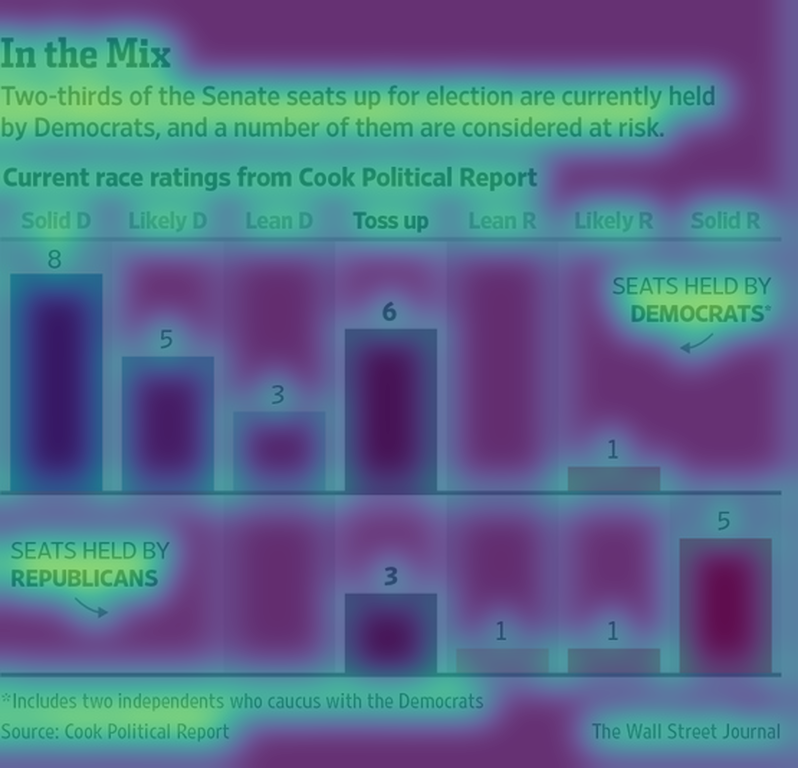 In the Mix
Two-thirds of the Senate seats up for election are currently held
by Democrats, and a number of them are considered at risk.
Current race ratings from Cook Political Report
Solid D Likely D Lean D Toss up Lean R Likely R Solid R
8
5
3
6
1
SEATS HELD BY
DEMOCRATS*
SEATS HELD BY
REPUBLICANS
3
1
1
5
*Includes two independents who caucus with the Democrats
Source: Cook Political Report
The Wall Street Journal